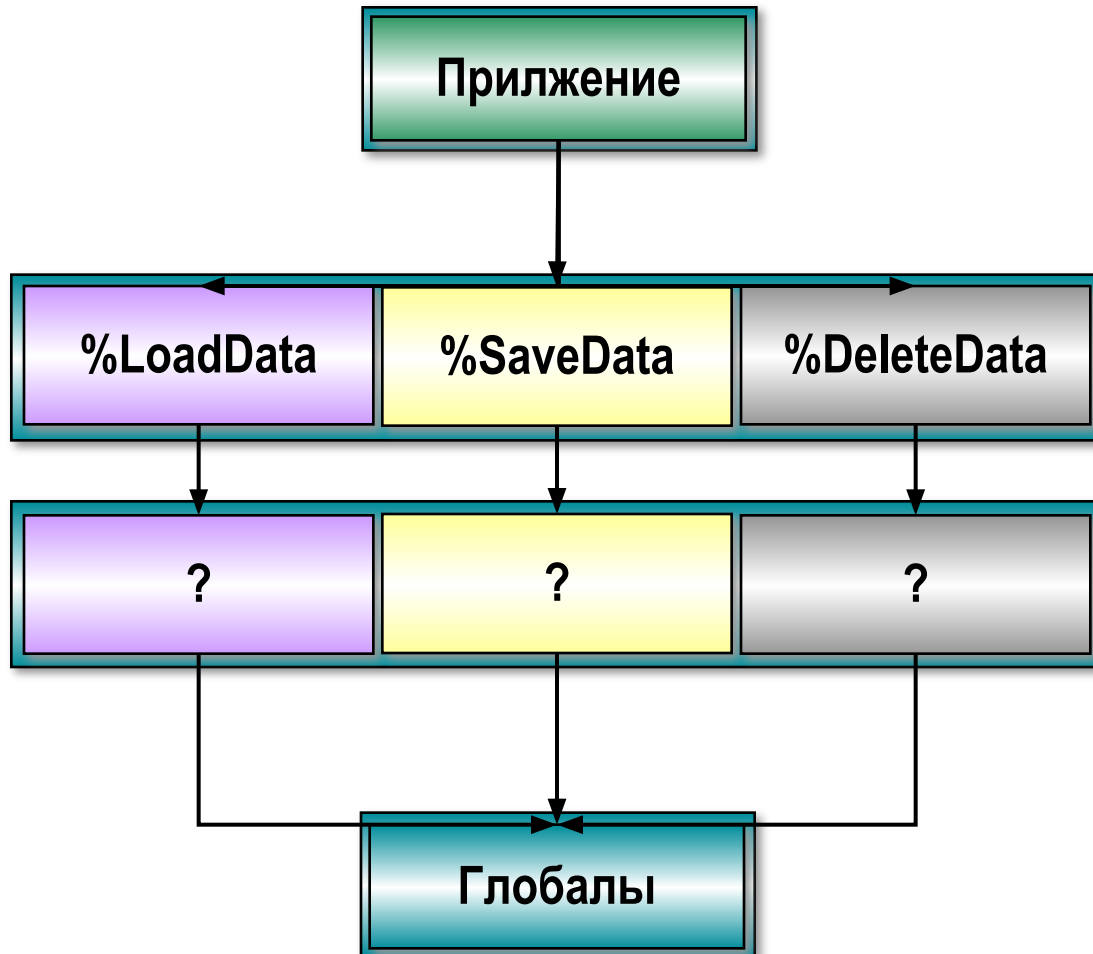 Прилжение
%LoadData
%SaveData
%DeleteData
?
?
?
Глобалы